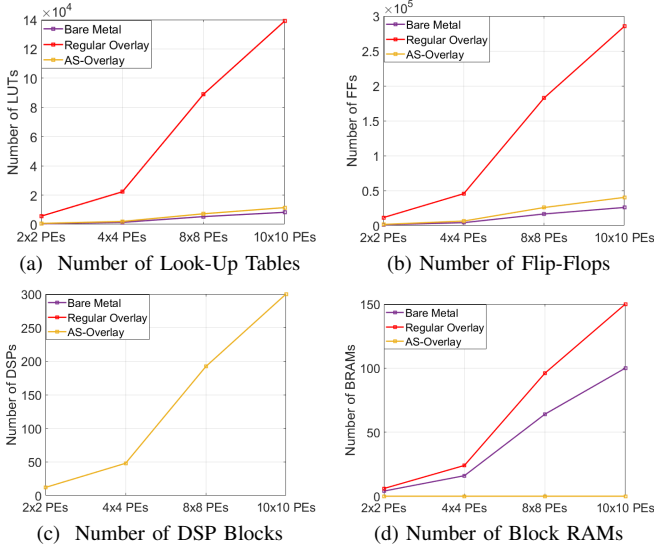 14 ×10^4
Bare Metal
Regular Overlay
AS-Overlay
12
10
8
6
4
2
0
Number of LUTs
2x2 PEs 4x4 PEs 8x8 PEs 10x10 PEs
(a) Number of Look-Up Tables
3 ×10^5
Bare Metal
Regular Overlay
AS-Overlay
2.5
2
1.5
1
0.5
0
Number of FFs
2x2 PEs 4x4 PEs 8x8 PEs 10x10 PEs
(b) Number of Flip-Flops
300
Bare Metal
Regular Overlay
AS-Overlay
250
200
150
100
50
0
Number of DSPs
2x2 PEs 4x4 PEs 8x8 PEs 10x10 PEs
(c) Number of DSP Blocks
150
Bare Metal
Regular Overlay
AS-Overlay
100
50
0
Number of BRAMs
2x2 PEs 4x4 PEs 8x8 PEs 10x10 PEs
(d) Number of Block RAMs